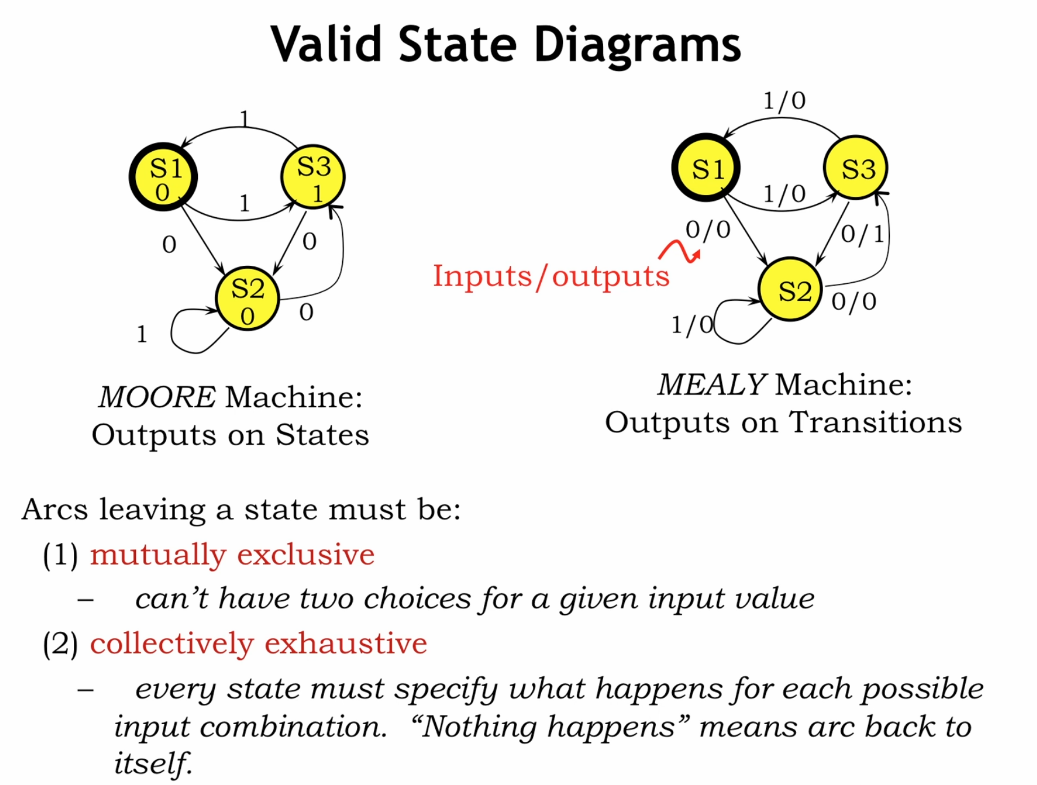 Valid State Diagrams
1
S1
0
S3
1
1
0
0
S2
0
0
1
MOORE Machine:
Outputs on States
1/0
S1
S3
1/0
0/0
0/1
Inputs/outputs
S2
0/0
1/0
MEALY Machine:
Outputs on Transitions
Arcs leaving a state must be:
(1) mutually exclusive
– can’t have two choices for a given input value
(2) collectively exhaustive
– every state must specify what happens for each possible
input combination. “Nothing happens” means arc back to
itself.